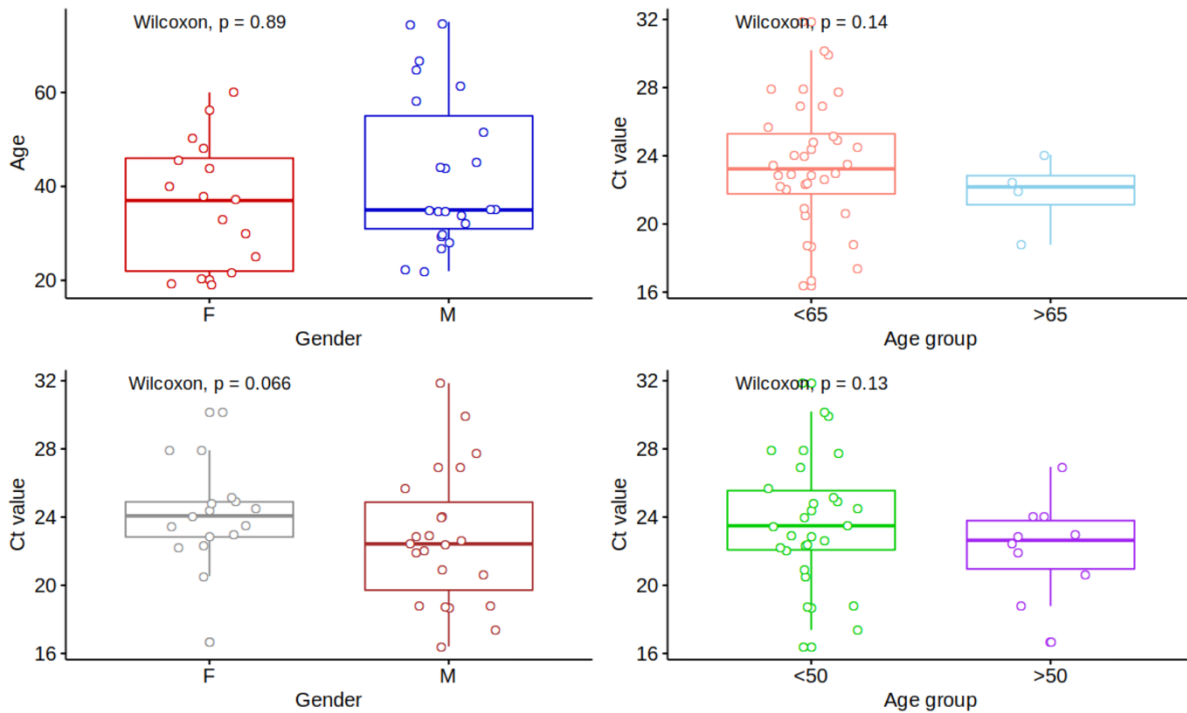 Wilcoxon, p = 0.89
Age
60
40
20
F
M
Gender
Wilcoxon, p = 0.14
Ct value
32
28
24
20
16
<65
>65
Age group
Wilcoxon, p = 0.066
Ct value
32
28
24
20
16
F
M
Gender
Wilcoxon, p = 0.13
Ct value
32
28
24
20
16
<50
>50
Age group